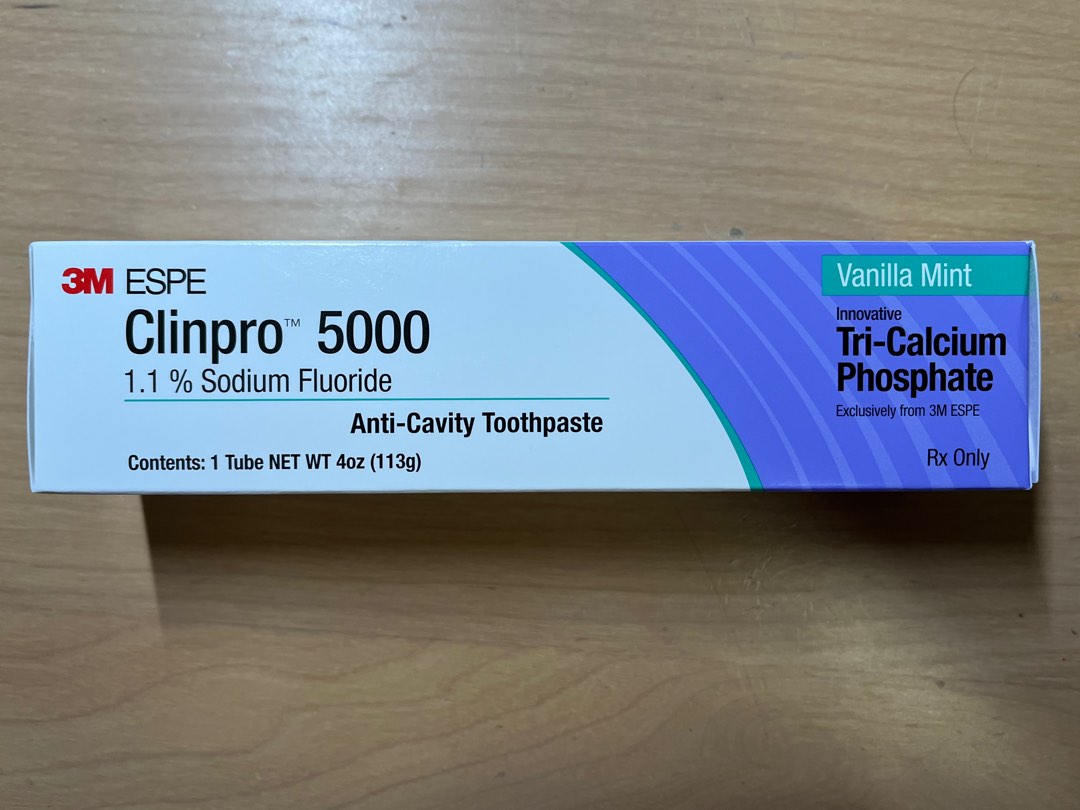 3M ESPE
Clinpro™ 5000
1.1 % Sodium Fluoride
Anti-Cavity Toothpaste
Contents: 1 Tube NET WT 4oz (113g)
Vanilla Mint
Innovative
Tri-Calcium
Phosphate
Exclusively from 3M ESPE
Rx Only